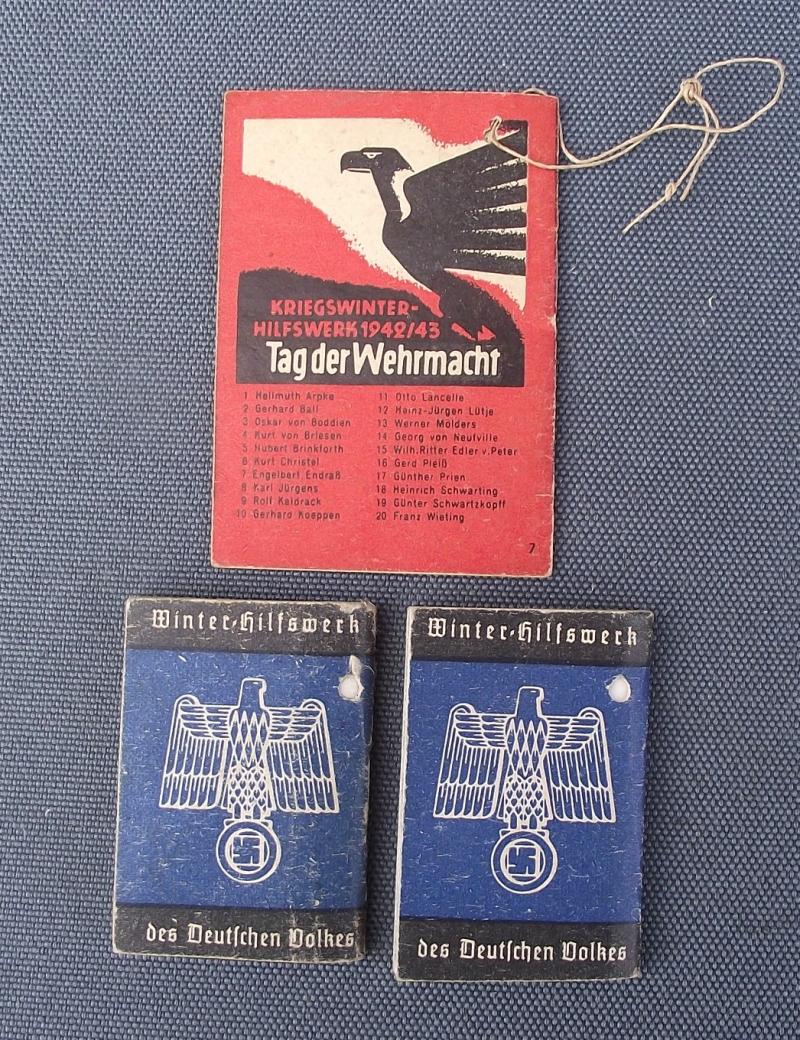 KRIEGSWINTER-
HILFSWERK 1942/43
Tag der Wehrmacht
1 Hellmuth Arpke
2 Gerhard Ball
3 Oskar von Boddien
4 Kurt von Briesen
5 Hubert Brinkforth
6 Kurt Christel
7 Engelbert Endraß
8 Karl Jürgens
9 Rolf Kaldrack
10 Gerhard Koeppen
11 Otto Lancelle
12 Heinz-Jürgen Lütje
13 Werner Mölders
14 Georg von Neufville
15 Wilh. Ritter Edler v. Peter
16 Gerd Pleiß
17 Günther Prien
18 Heinrich Schwarting
19 Günter Schwartzkopff
20 Franz Wieting
7
Winter-Hilfswerk
des Deutſchen Volkes
Winter-Hilfswerk
des Deutſchen Volkes